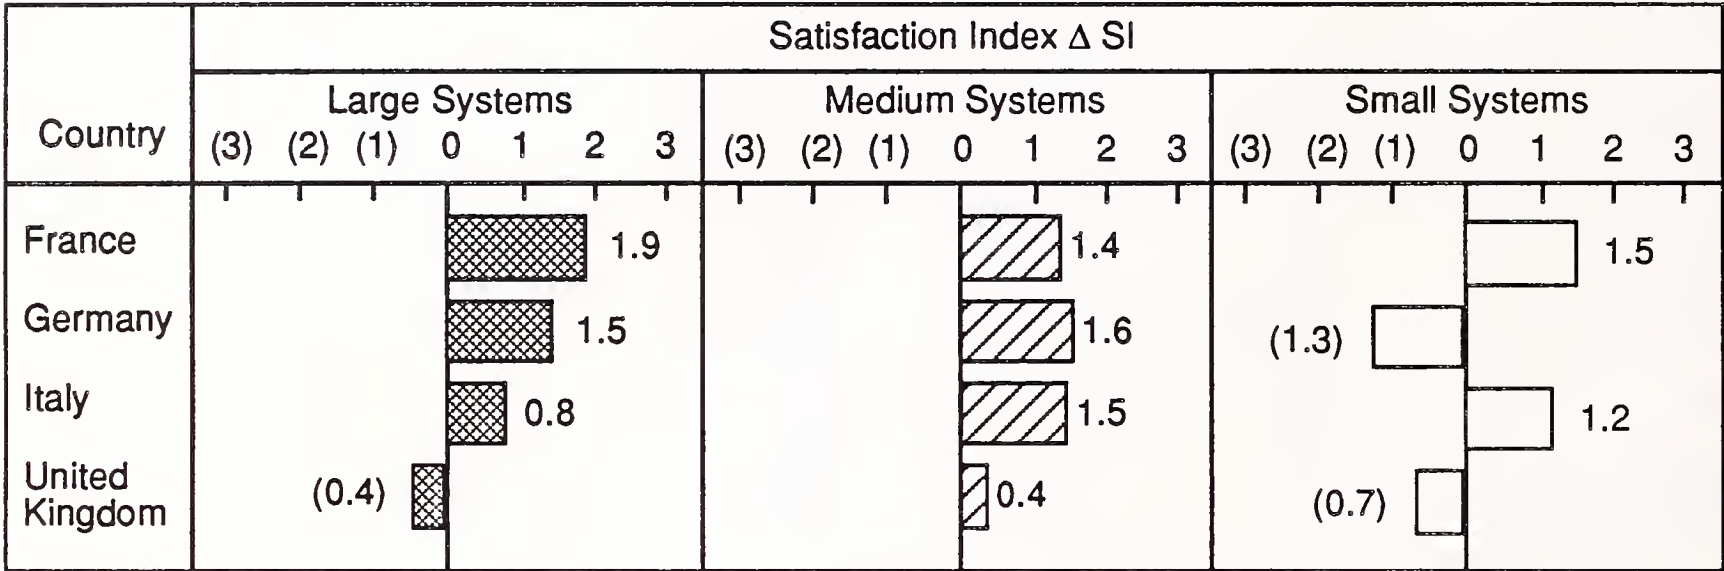 Satisfaction Index Δ SI
Country
Large Systems
Medium Systems
Small Systems
(3) (2) (1) 0 1 2 3
(3) (2) (1) 0 1 2 3
(3) (2) (1) 0 1 2 3
France 1.9 1.4 1.5
Germany 1.5 1.6 (1.3)
Italy 0.8 1.5 1.2
United
Kingdom (0.4) 0.4 (0.7)